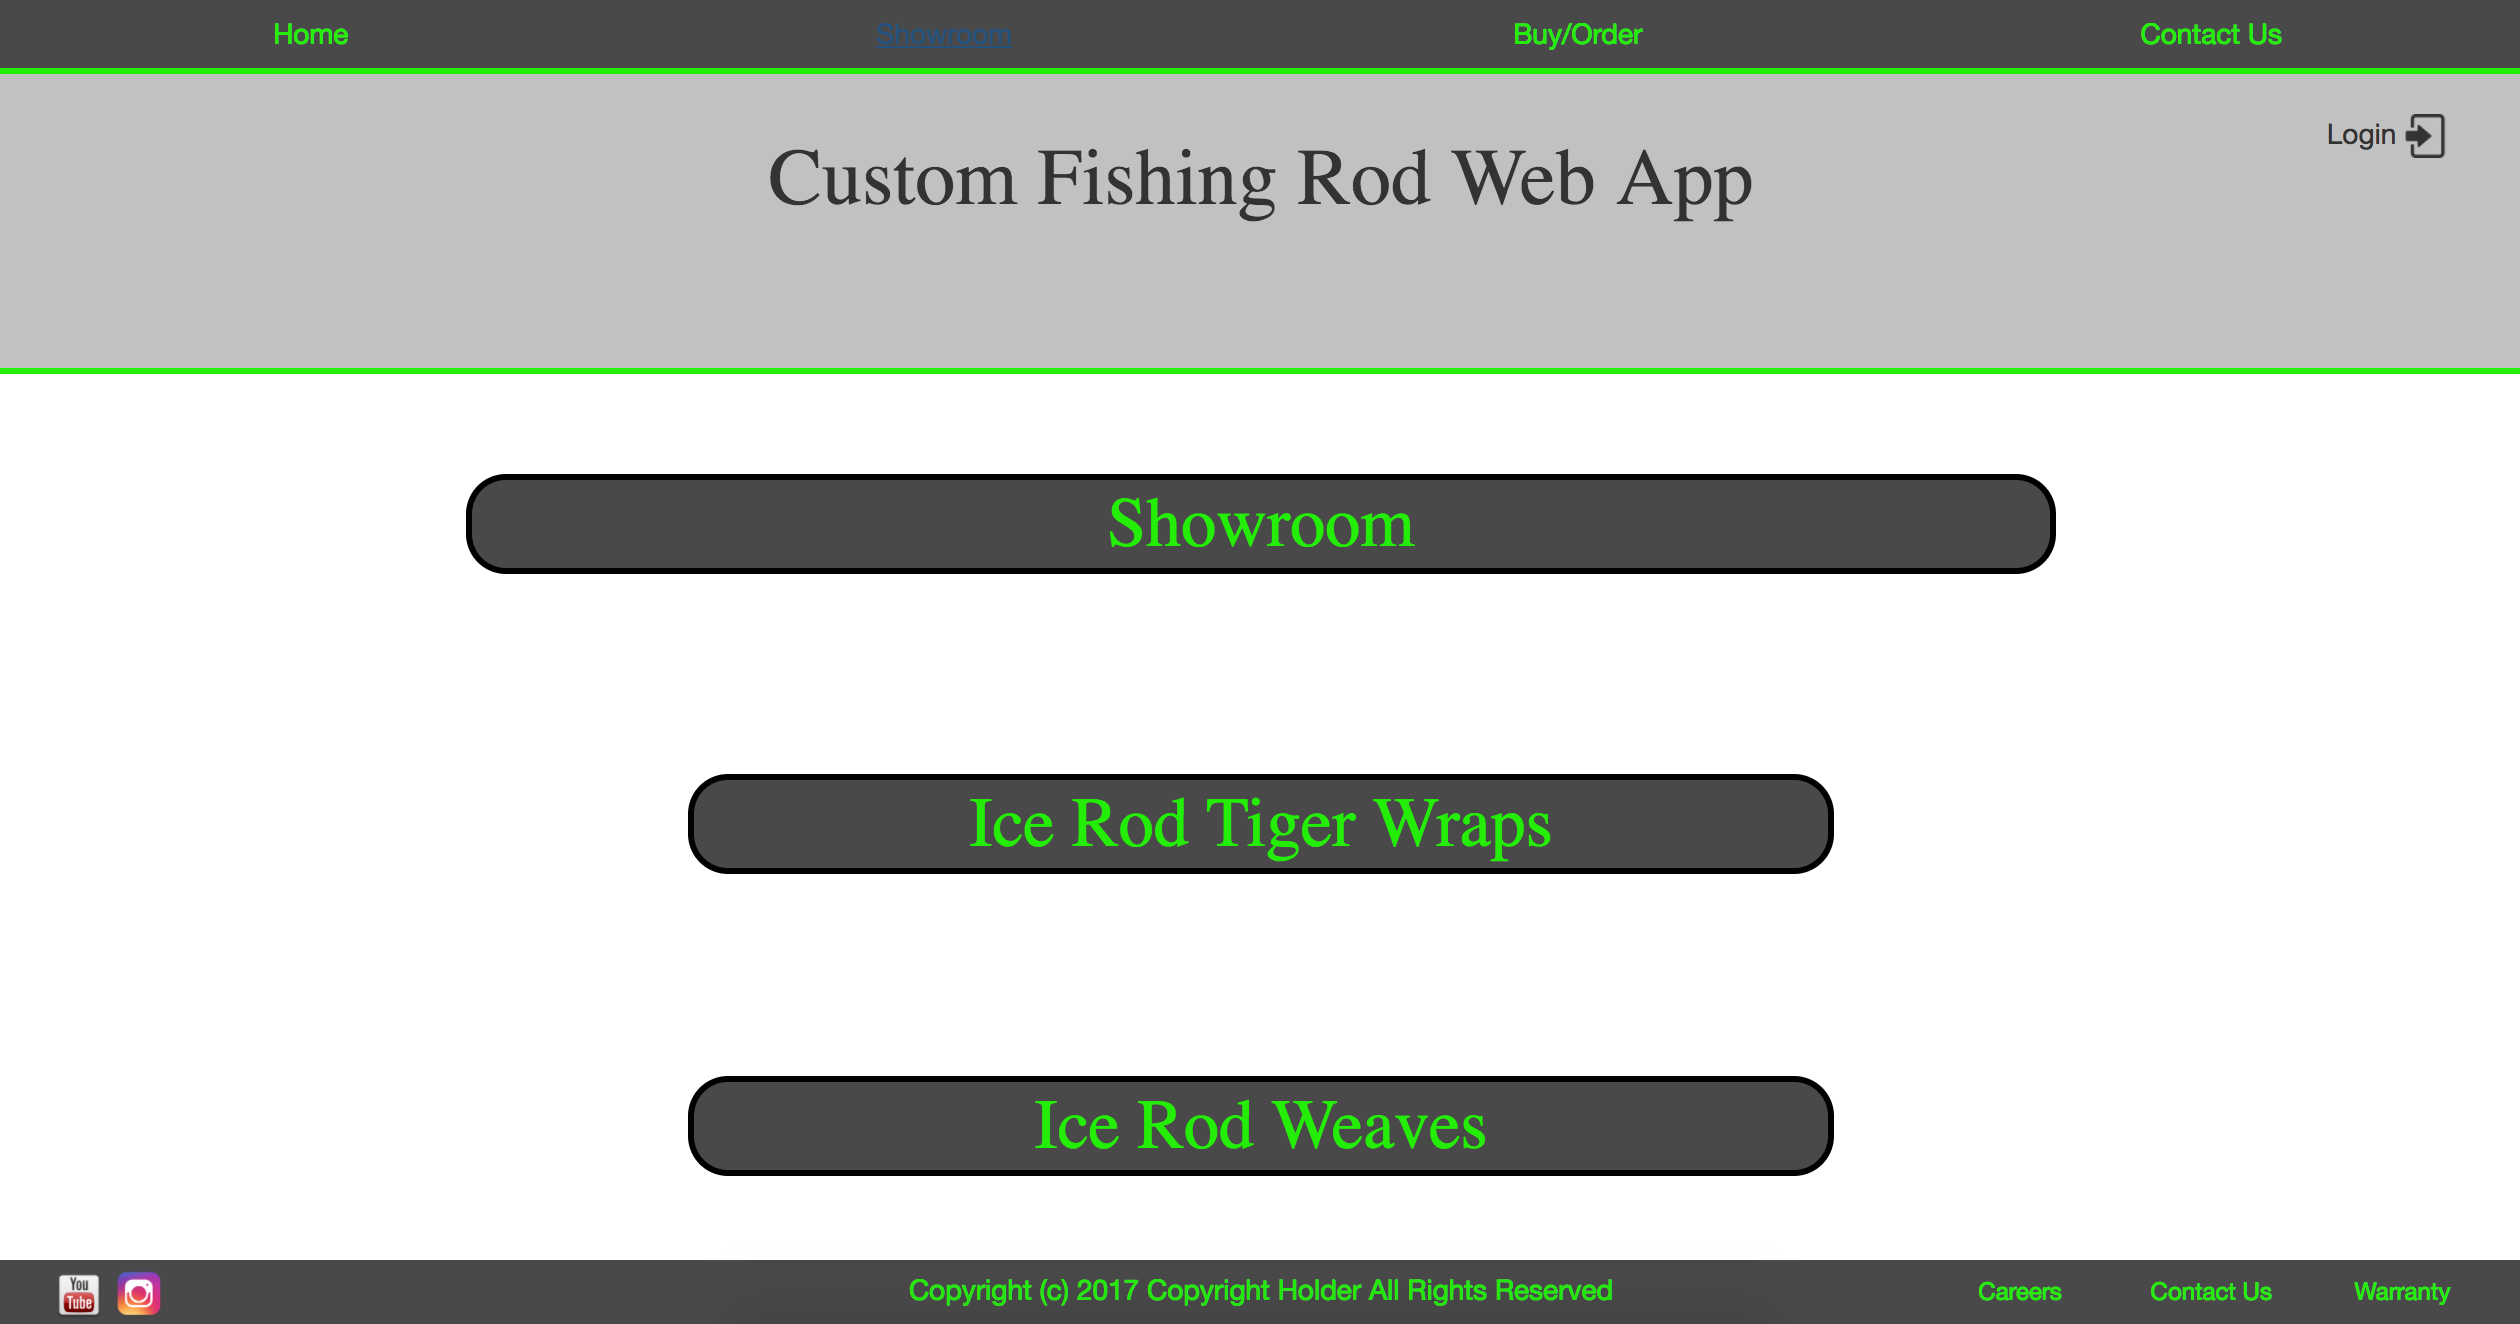 Home Showroom Buy/Order Contact Us
Login
Custom Fishing Rod Web App
Showroom
Ice Rod Tiger Wraps
Ice Rod Weaves
You
Tube
Copyright (c) 2017 Copyright Holder All Rights Reserved
Careers Contact Us Warranty